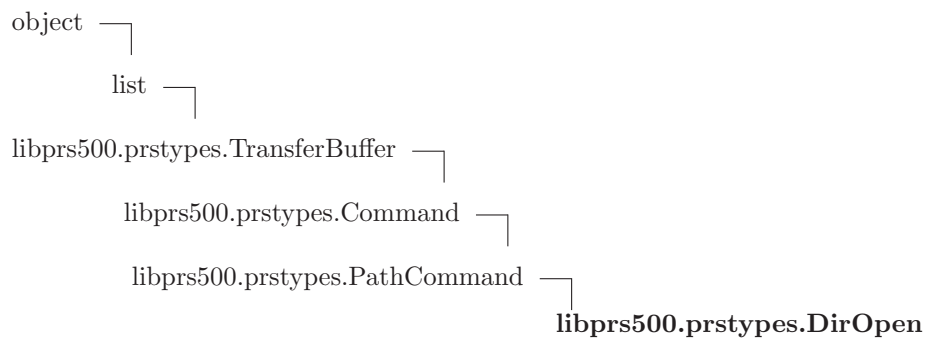 object
list
libprs500.prstypes.TransferBuffer
libprs500.prstypes.Command
libprs500.prstypes.PathCommand
libprs500.prstypes.DirOpen